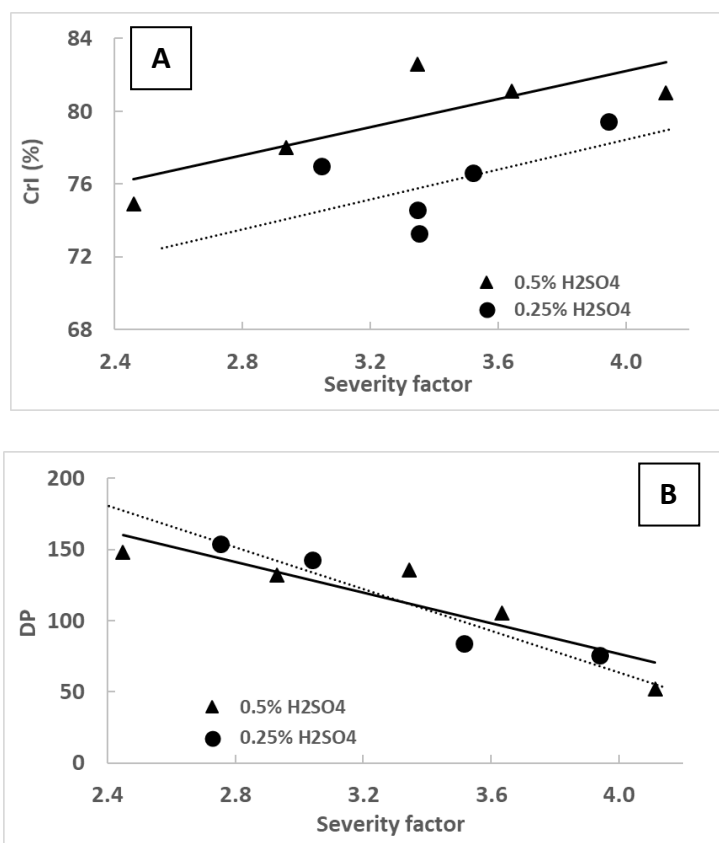 A
84
80
76
72
68
CrI (%)
0.5% H2SO4
0.25% H2SO4
2.4 2.8 3.2 3.6 4.0
Severity factor
B
200
150
100
50
0
DP
0.5% H2SO4
0.25% H2SO4
2.4 2.8 3.2 3.6 4.0
Severity factor